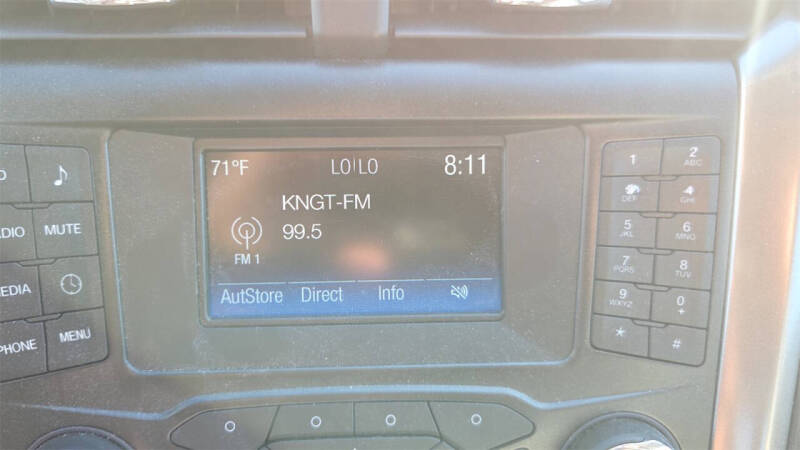 71°F LO|LO 8:11
KNGT-FM
99.5
FM 1
AutStore Direct Info
MUTE
MENU
1
2 ABC
DEF
GHI
5 JKL
6 MNO
7 PQRS
8 TUV
9 WXYZ
0 +
*
#